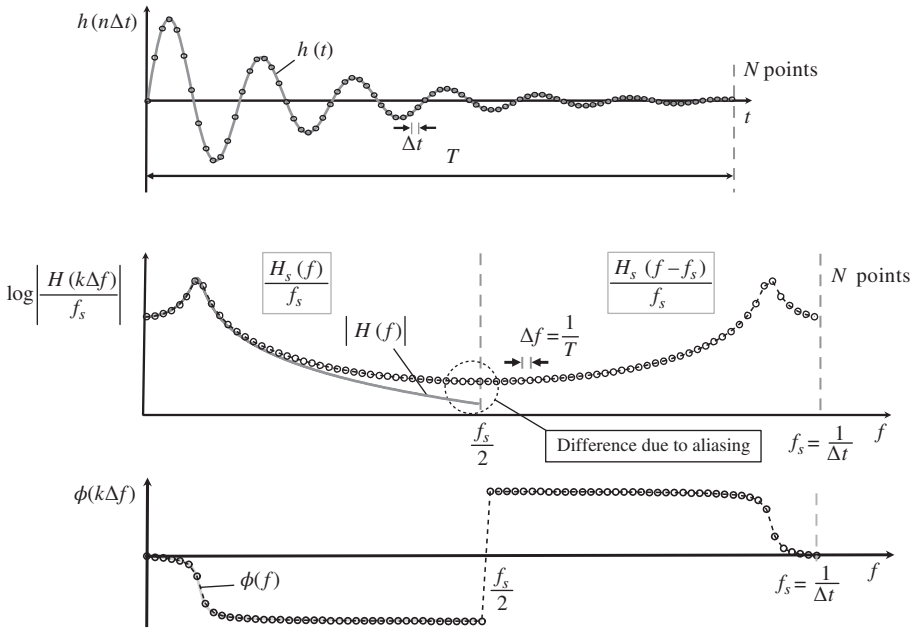 h(nΔt)
h(t)
N points
t
Δt
T
log |H(kΔf)/f_s|
H_s(f)/f_s
H_s(f−f_s)/f_s
N points
|H(f)|
Δf = 1/T
f_s/2
Difference due to aliasing
f_s = 1/Δt
f
ϕ(kΔf)
ϕ(f)
f_s/2
f_s = 1/Δt
f